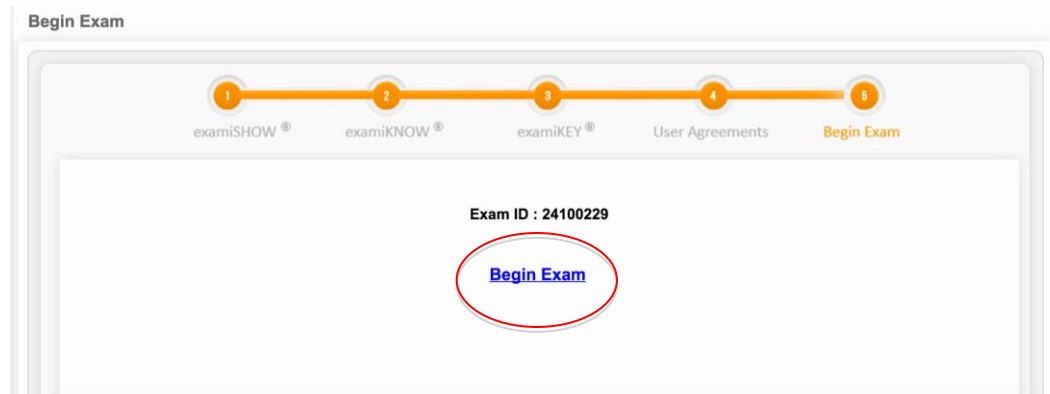 Begin Exam
1 2 3 4 5
examiSHOW ® examiKNOW ® examiKEY ® User Agreements Begin Exam
Exam ID : 24100229
Begin Exam